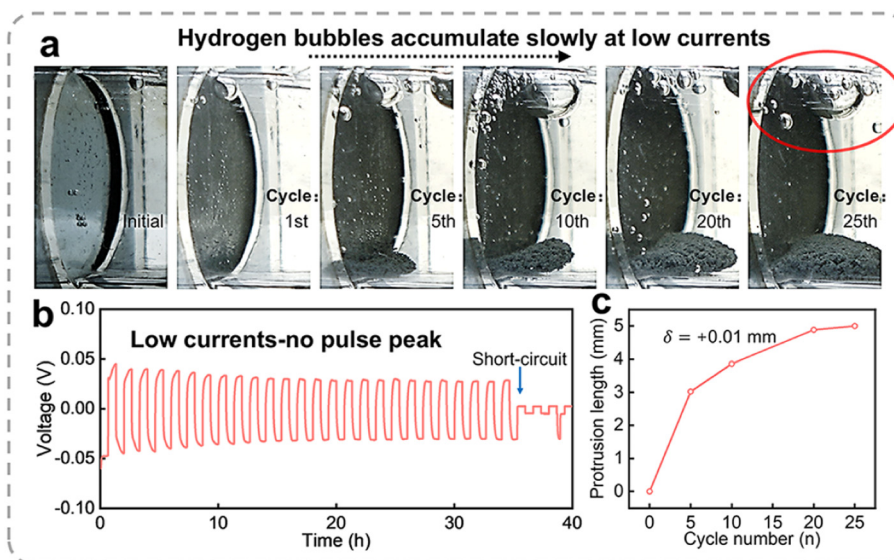 a
Hydrogen bubbles accumulate slowly at low currents
Initial
Cycle:
1st
Cycle:
5th
Cycle:
10th
Cycle:
20th
Cycle:
25th
b
Low currents-no pulse peak
Short-circuit
0.10
0.05
0.00
-0.05
-0.10
Voltage (V)
0
10
20
30
40
Time (h)
c
δ = +0.01 mm
5
4
3
2
1
0
Protrusion length (mm)
0
5
10
15
20
25
Cycle number (n)